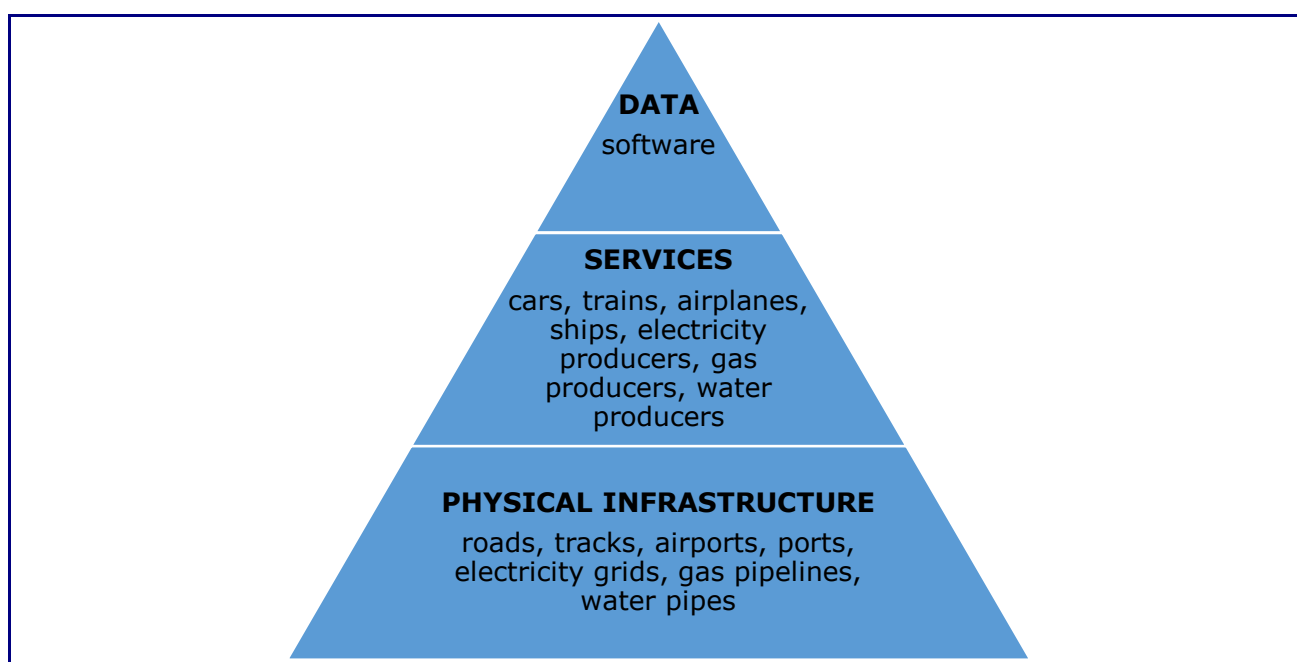 DATA
software
SERVICES
cars, trains, airplanes,
ships, electricity
producers, gas
producers, water
producers
PHYSICAL INFRASTRUCTURE
roads, tracks, airports, ports,
electricity grids, gas pipelines,
water pipes